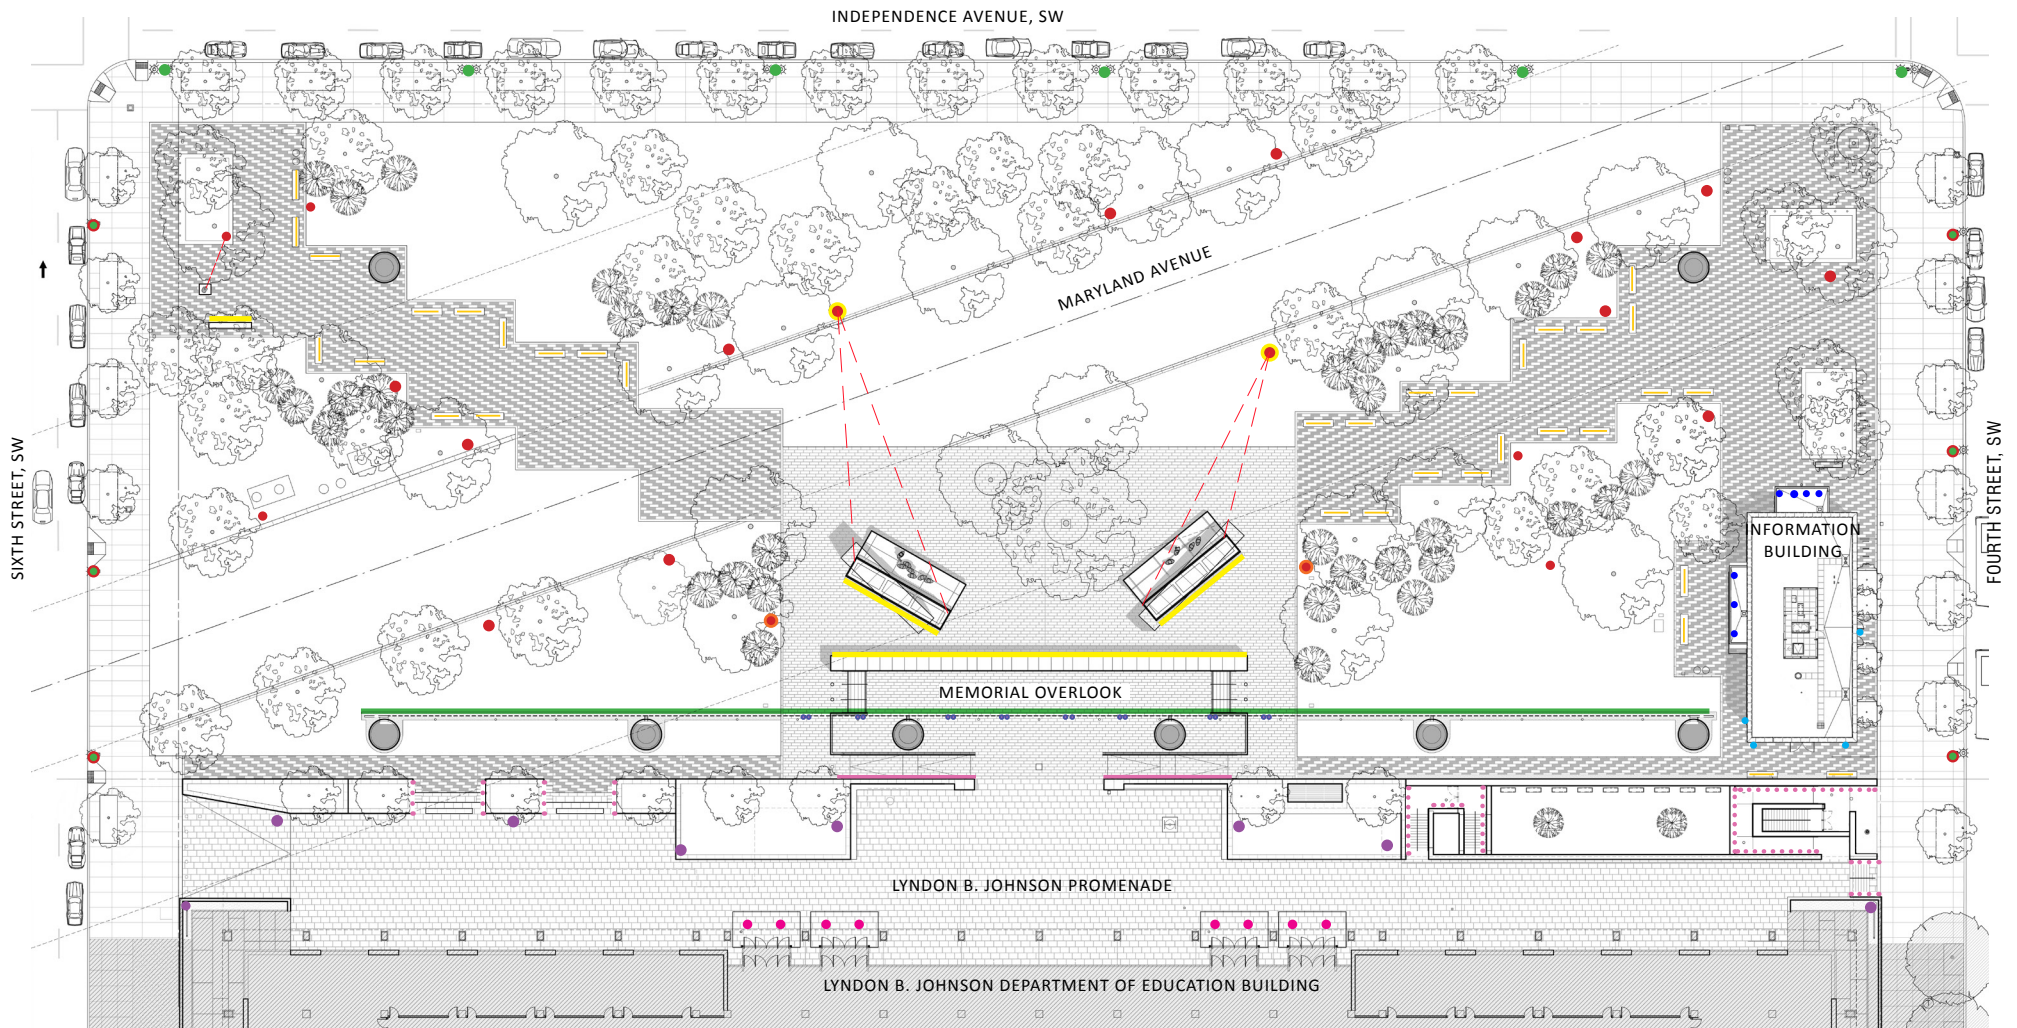 INDEPENDENCE AVENUE, SW
MARYLAND AVENUE
SIXTH STREET, SW
FOURTH STREET, SW
INFORMATION
BUILDING
MEMORIAL OVERLOOK
LYNDON B. JOHNSON PROMENADE
LYNDON B. JOHNSON DEPARTMENT OF EDUCATION BUILDING